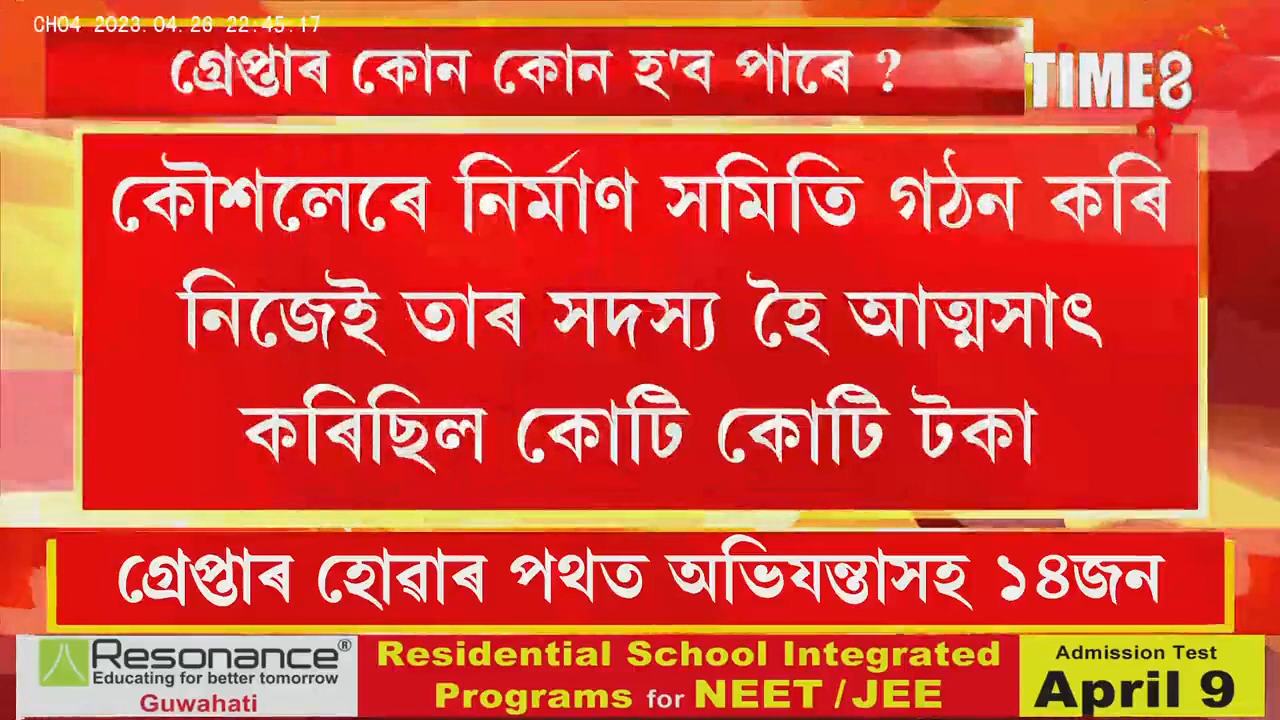 CH04 2023.04.26 22:45:17
গ্ৰেপ্তাৰ কোন কোন হ'ব পাৰে ?
TIME8
কৌশলেৰে নিৰ্মাণ সমিতি গঠন কৰি
নিজেই তাৰ সদস্য হৈ আত্মসাৎ
কৰিছিল কোটি কোটি টকা
গ্ৰেপ্তাৰ হোৱাৰ পথত অভিযন্তাসহ ১৪জন
Resonance®
Educating for better tomorrow
Guwahati
Residential School Integrated
Programs for NEET / JEE
Admission Test
April 9